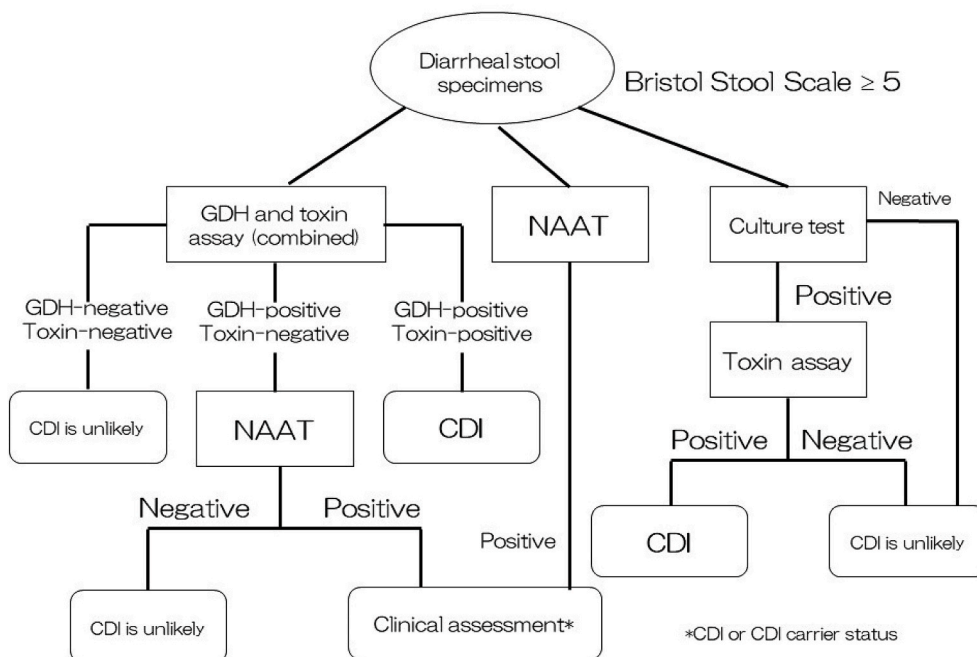 Diarrheal stool
specimens
Bristol Stool Scale ≥ 5
GDH and toxin
assay (combined)
NAAT
Culture test
Negative
GDH-negative
Toxin-negative
GDH-positive
Toxin-negative
GDH-positive
Toxin-positive
Positive
Toxin assay
CDI is unlikely
NAAT
CDI
Positive
Negative
Negative
Positive
Positive
CDI
CDI is unlikely
CDI is unlikely
Clinical assessment*
*CDI or CDI carrier status